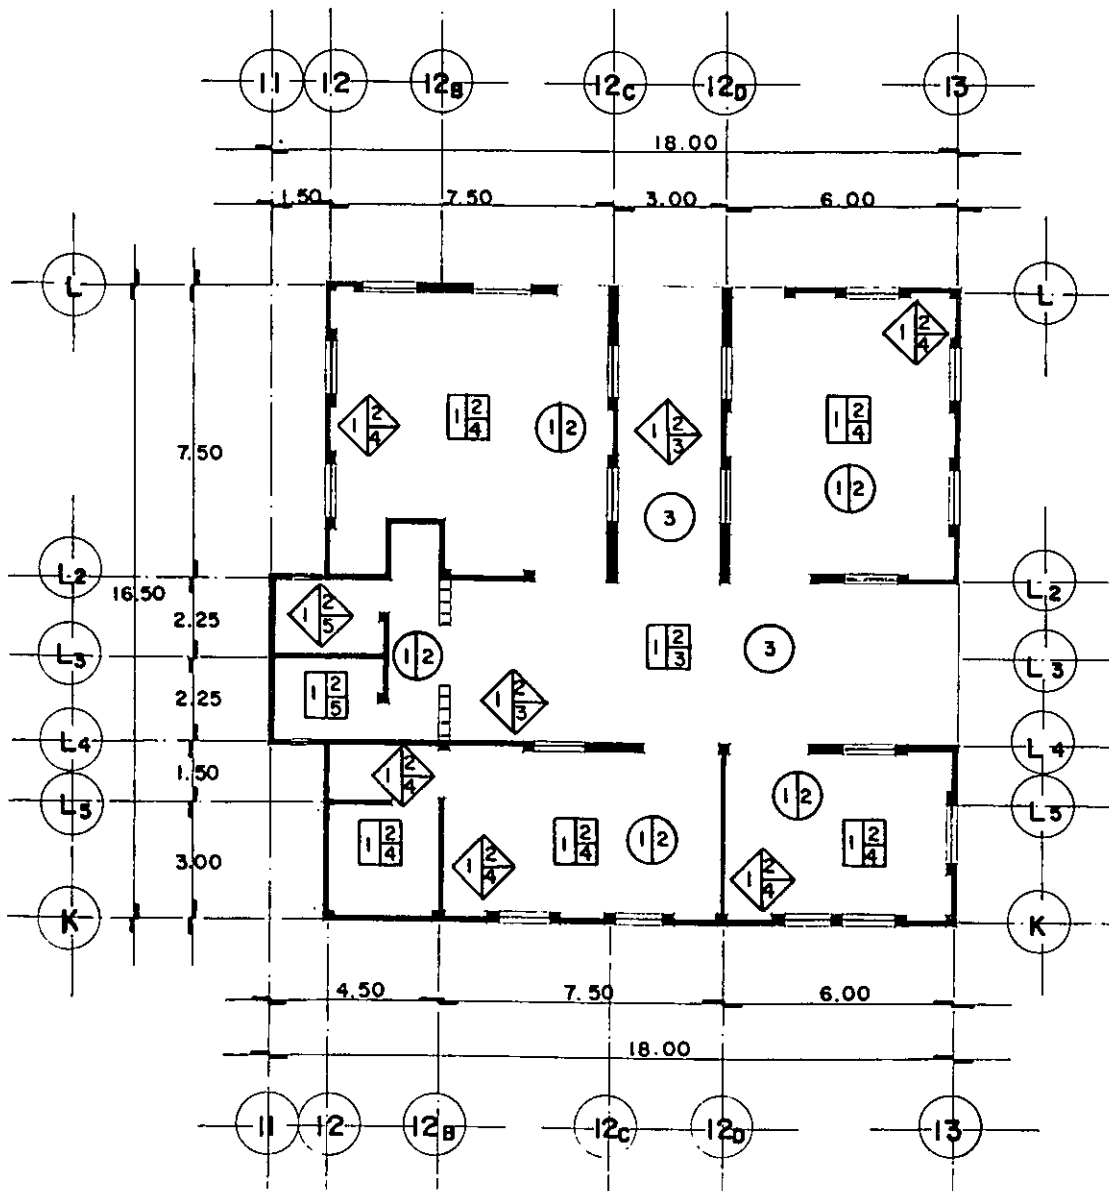 11 12 12B 12C 12D 13
18.00
1.50 7.50 3.00 6.00
L L
1 2 4
1 2 4 1 2 4 1 2 1 2 3 1 2 4
7.50
1 2
3
L2 L2
16.50
2.25
1 2 5
L3 1 2 1 2 3 3 L3
2.25
1 2 5 1 2 3
L4 L4
1.50
1 2 4
L5 1 2 L5
1 2 4 1 2 4 1 2 1 2 4
3.00
1 2 4 1 2 4
K K
4.50 7.50 6.00
18.00
11 12 12B 12C 12D 13